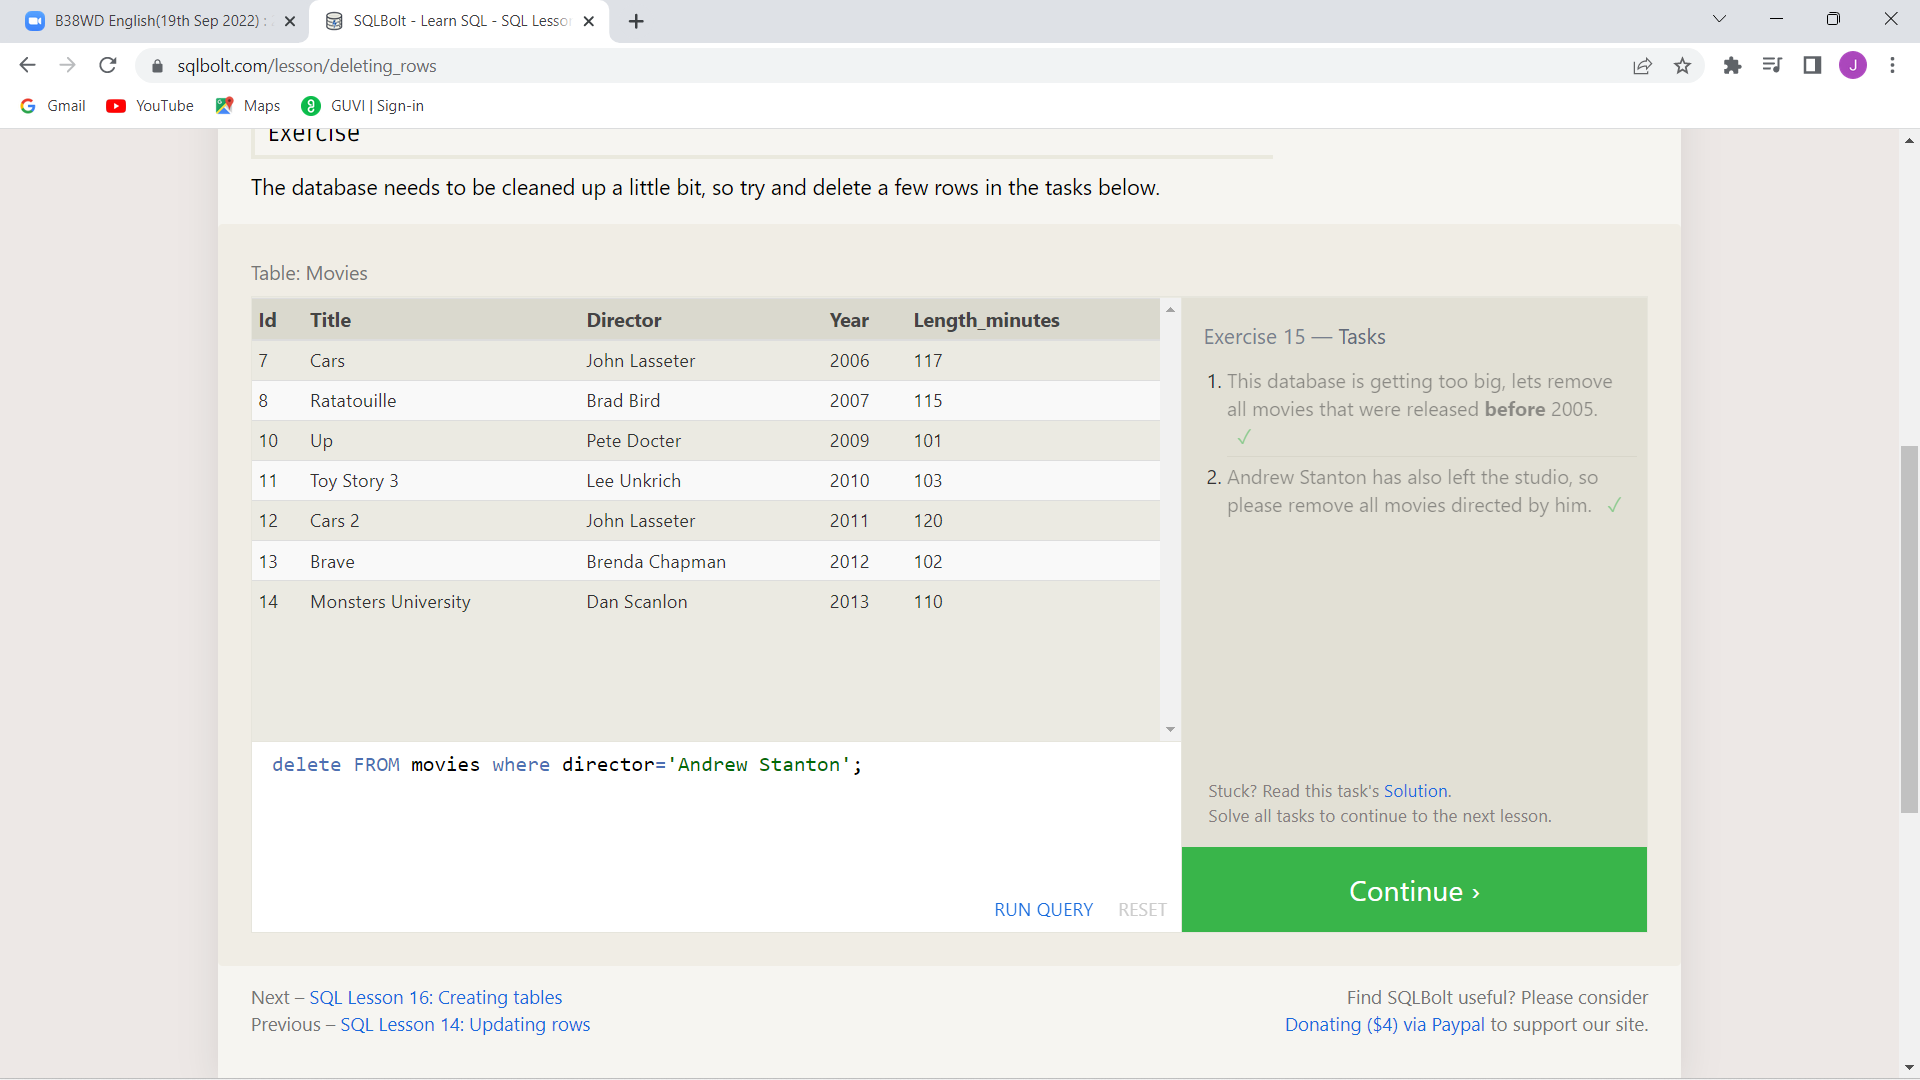 B38WD English(19th Sep 2022) :
SQLBolt - Learn SQL - SQL Lesso
sqlbolt.com/lesson/deleting_rows
J
Gmail
YouTube
Maps
GUVI | Sign-in
Exercise
The database needs to be cleaned up a little bit, so try and delete a few rows in the tasks below.
Table: Movies
Id Title Director Year Length_minutes
7 Cars John Lasseter 2006 117
8 Ratatouille Brad Bird 2007 115
10 Up Pete Docter 2009 101
11 Toy Story 3 Lee Unkrich 2010 103
12 Cars 2 John Lasseter 2011 120
13 Brave Brenda Chapman 2012 102
14 Monsters University Dan Scanlon 2013 110
delete FROM movies where director='Andrew Stanton';
RUN QUERY RESET
Exercise 15 — Tasks
1. This database is getting too big, lets remove
all movies that were released before 2005.
✓
2. Andrew Stanton has also left the studio, so
please remove all movies directed by him. ✓
Stuck? Read this task's Solution.
Solve all tasks to continue to the next lesson.
Continue ›
Next – SQL Lesson 16: Creating tables
Previous – SQL Lesson 14: Updating rows
Find SQLBolt useful? Please consider
Donating ($4) via Paypal to support our site.